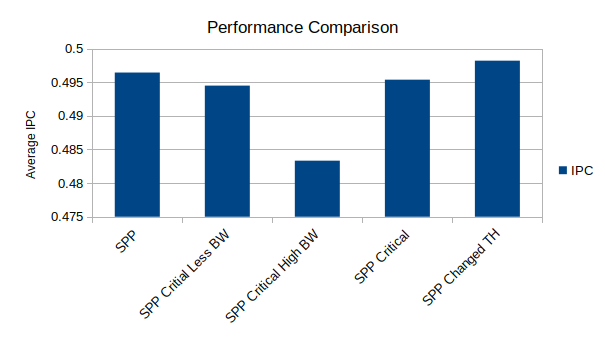 Performance Comparison
0.5
0.495
0.49
0.485
0.48
0.475
Average IPC
SPP
SPP Critial Less BW
SPP Critical High BW
SPP Critical
SPP Changed TH
IPC